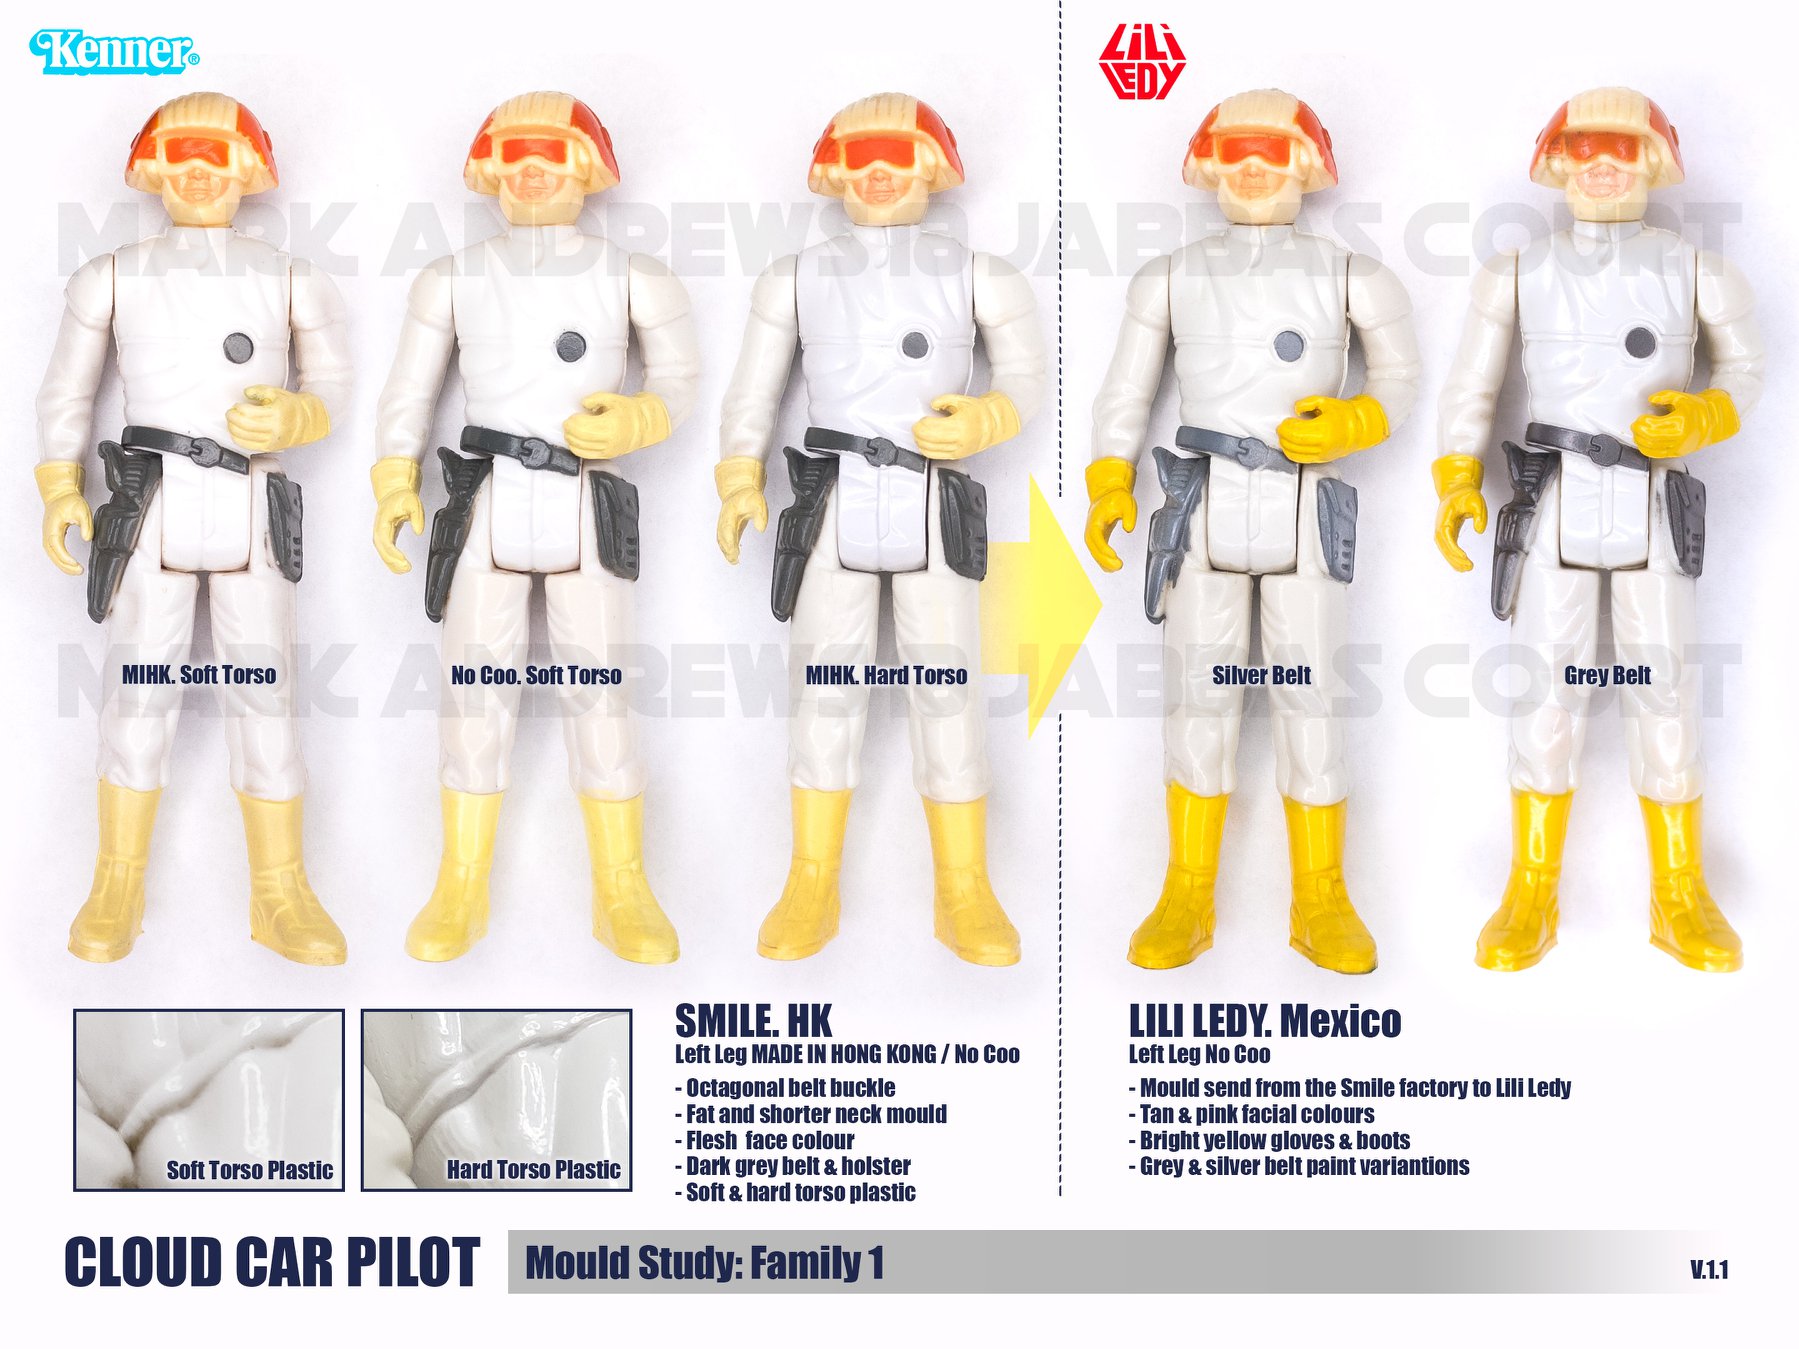 Kenner®
LiLi
LEDY
MARK ANDREWS 18 JABBAS COURT
MARK ANDREWS 18 JABBAS COURT
MIHK. Soft Torso
No Coo. Soft Torso
MIHK. Hard Torso
Silver Belt
Grey Belt
Soft Torso Plastic
Hard Torso Plastic
SMILE. HK
Left Leg MADE IN HONG KONG / No Coo
- Octagonal belt buckle
- Fat and shorter neck mould
- Flesh face colour
- Dark grey belt & holster
- Soft & hard torso plastic
LILI LEDY. Mexico
Left Leg No Coo
- Mould send from the Smile factory to Lili Ledy
- Tan & pink facial colours
- Bright yellow gloves & boots
- Grey & silver belt paint variantions
CLOUD CAR PILOT
Mould Study: Family 1
V.1.1